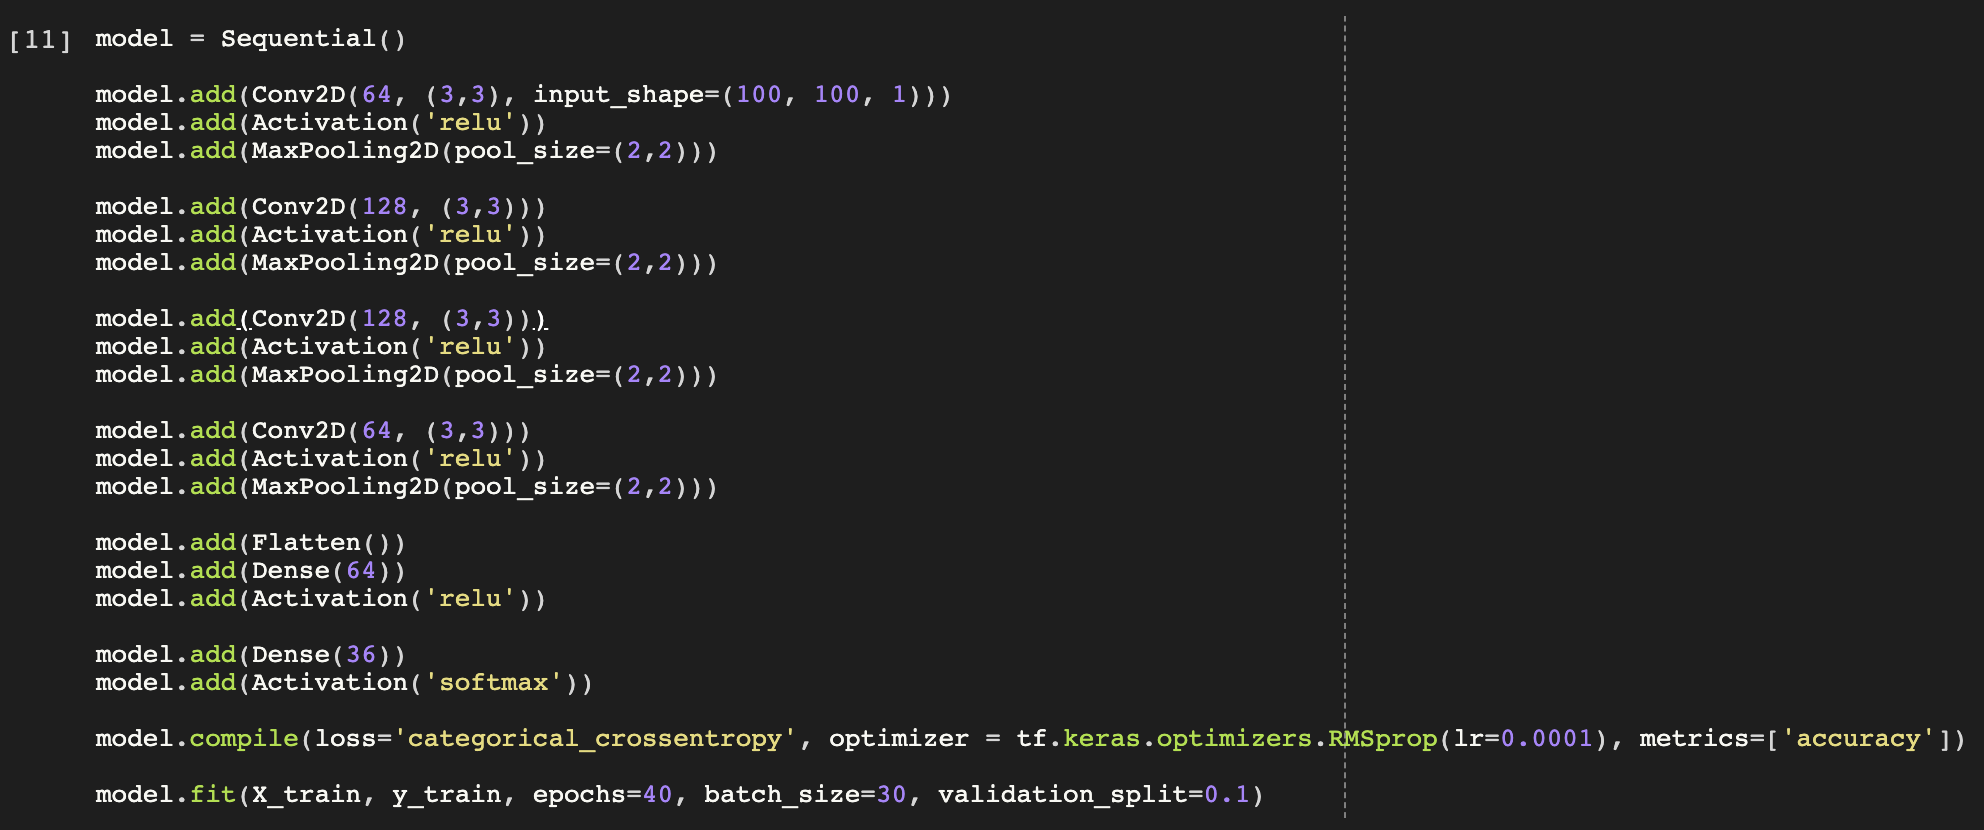 [11] model = Sequential()
model.add(Conv2D(64, (3,3), input_shape=(100, 100, 1)))
model.add(Activation('relu'))
model.add(MaxPooling2D(pool_size=(2,2)))
model.add(Conv2D(128, (3,3)))
model.add(Activation('relu'))
model.add(MaxPooling2D(pool_size=(2,2)))
model.add(Conv2D(128, (3,3)))
model.add(Activation('relu'))
model.add(MaxPooling2D(pool_size=(2,2)))
model.add(Conv2D(64, (3,3)))
model.add(Activation('relu'))
model.add(MaxPooling2D(pool_size=(2,2)))
model.add(Flatten())
model.add(Dense(64))
model.add(Activation('relu'))
model.add(Dense(36))
model.add(Activation('softmax'))
model.compile(loss='categorical_crossentropy', optimizer = tf.keras.optimizers.RMSprop(lr=0.0001), metrics=['accuracy'])
model.fit(X_train, y_train, epochs=40, batch_size=30, validation_split=0.1)